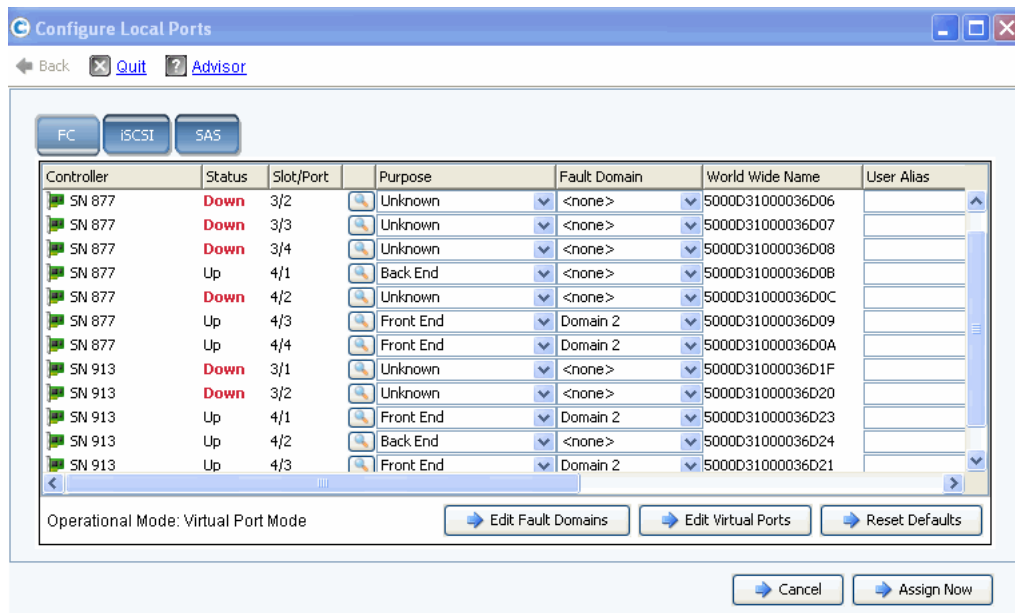 Configure Local Ports
Back Quit ? Advisor
FC iSCSI SAS
Controller Status Slot/Port Purpose Fault Domain World Wide Name User Alias
SN 877 Down 3/2 Unknown <none> 5000D31000036D06
SN 877 Down 3/3 Unknown <none> 5000D31000036D07
SN 877 Down 3/4 Unknown <none> 5000D31000036D08
SN 877 Up 4/1 Back End <none> 5000D31000036D0B
SN 877 Down 4/2 Unknown <none> 5000D31000036D0C
SN 877 Up 4/3 Front End Domain 2 5000D31000036D09
SN 877 Up 4/4 Front End Domain 2 5000D31000036D0A
SN 913 Down 3/1 Unknown <none> 5000D31000036D1F
SN 913 Down 3/2 Unknown <none> 5000D31000036D20
SN 913 Up 4/1 Front End Domain 2 5000D31000036D23
SN 913 Up 4/2 Back End <none> 5000D31000036D24
SN 913 Up 4/3 Front End Domain 2 5000D31000036D21
Operational Mode: Virtual Port Mode Edit Fault Domains Edit Virtual Ports Reset Defaults
Cancel Assign Now